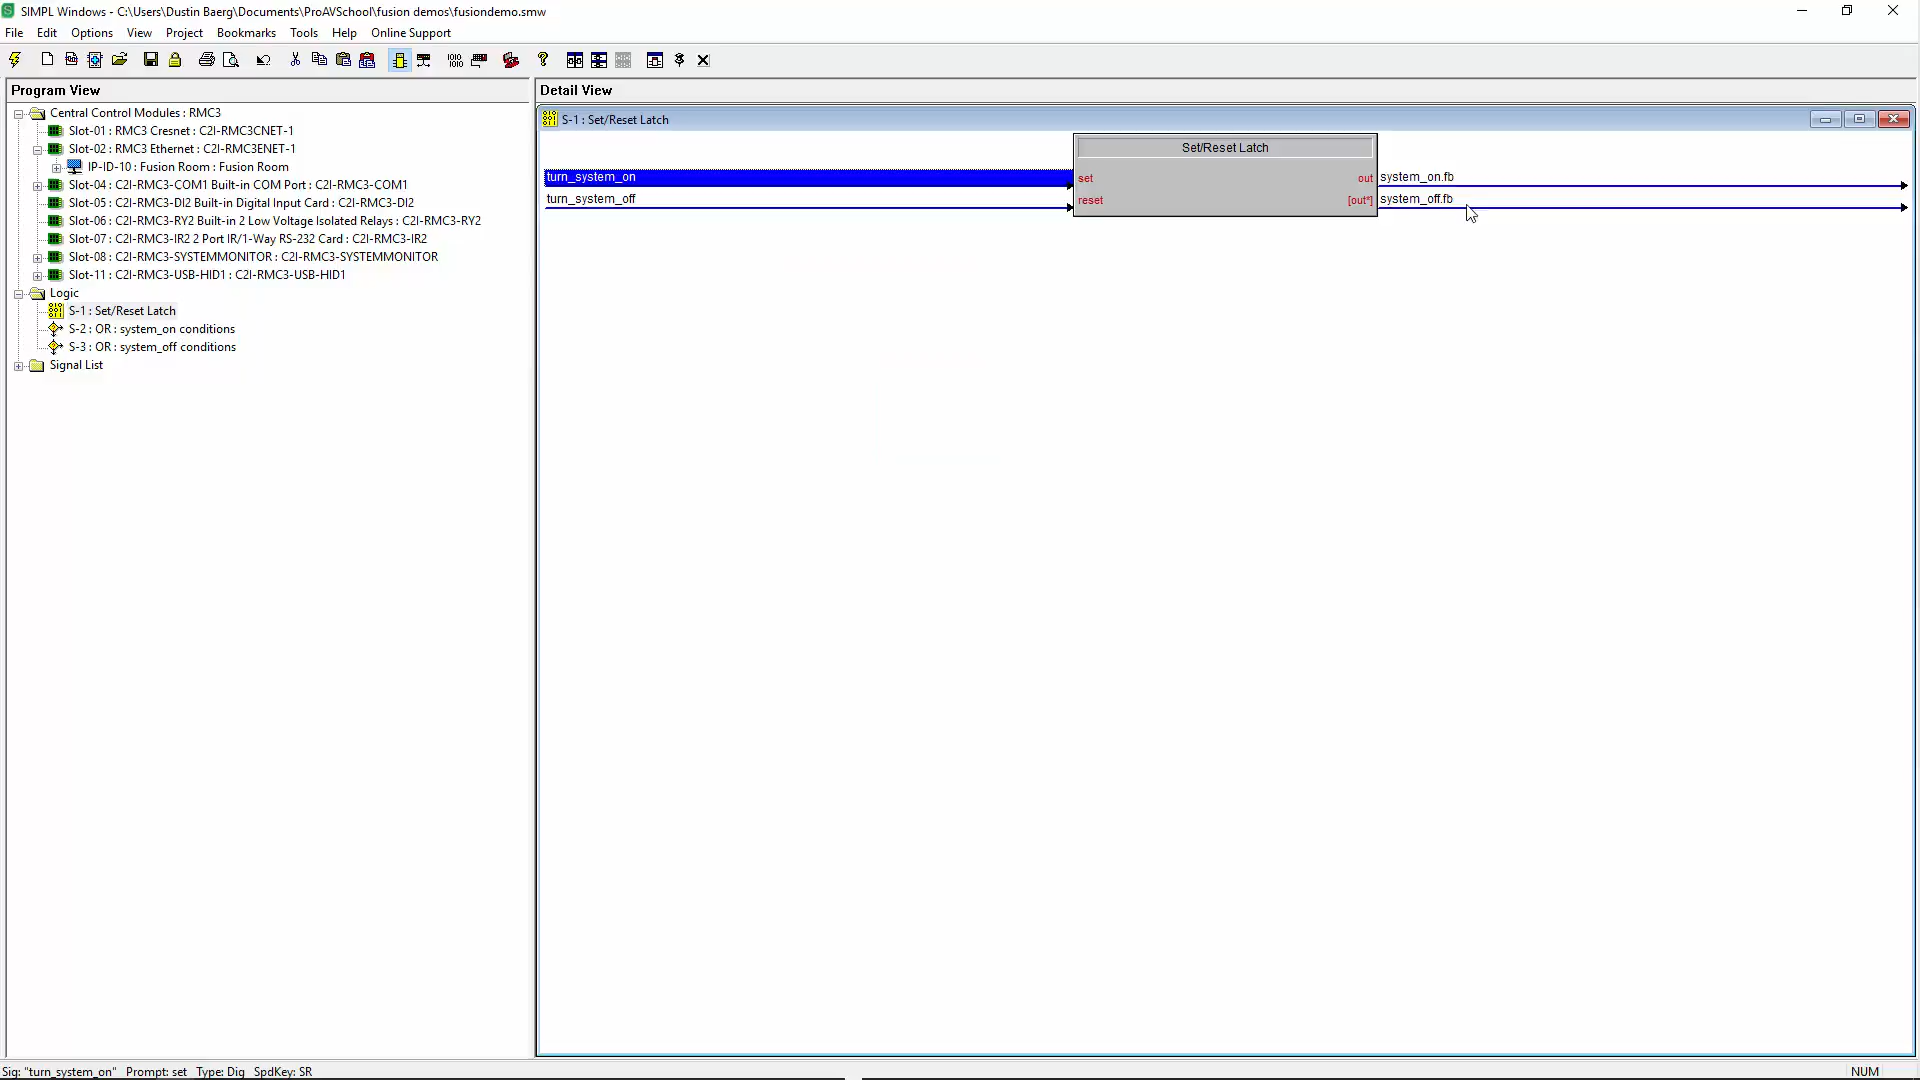 SIMPL Windows - C:\Users\Dustin Baerg\Documents\ProAVSchool\fusion demos\fusiondemo.smw
File Edit Options View Project Bookmarks Tools Help Online Support
Program View
Central Control Modules : RMC3
Slot-01 : RMC3 Cresnet : C2I-RMC3CNET-1
Slot-02 : RMC3 Ethernet : C2I-RMC3ENET-1
IP-ID-10 : Fusion Room : Fusion Room
Slot-04 : C2I-RMC3-COM1 Built-in COM Port : C2I-RMC3-COM1
Slot-05 : C2I-RMC3-DI2 Built-in Digital Input Card : C2I-RMC3-DI2
Slot-06 : C2I-RMC3-RY2 Built-in 2 Low Voltage Isolated Relays : C2I-RMC3-RY2
Slot-07 : C2I-RMC3-IR2 2 Port IR/1-Way RS-232 Card : C2I-RMC3-IR2
Slot-08 : C2I-RMC3-SYSTEMMONITOR : C2I-RMC3-SYSTEMMONITOR
Slot-11 : C2I-RMC3-USB-HID1 : C2I-RMC3-USB-HID1
Logic
S-1 : Set/Reset Latch
S-2 : OR : system_on conditions
S-3 : OR : system_off conditions
Signal List
Detail View
S-1 : Set/Reset Latch
Set/Reset Latch
turn_system_on set out system_on.fb
turn_system_off reset [out*] system_off.fb
Sig: "turn_system_on" Prompt: set Type: Dig SpdKey: SR
NUM